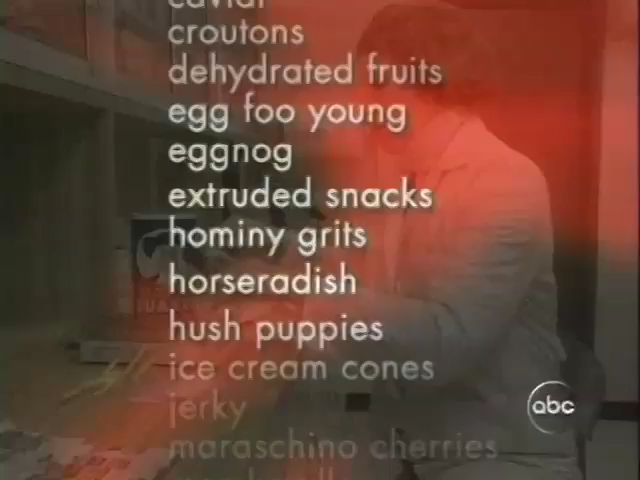 caviar
croutons
dehydrated fruits
egg foo young
eggnog
extruded snacks
hominy grits
horseradish
hush puppies
ice cream cones
jerky
maraschino cherries
abc